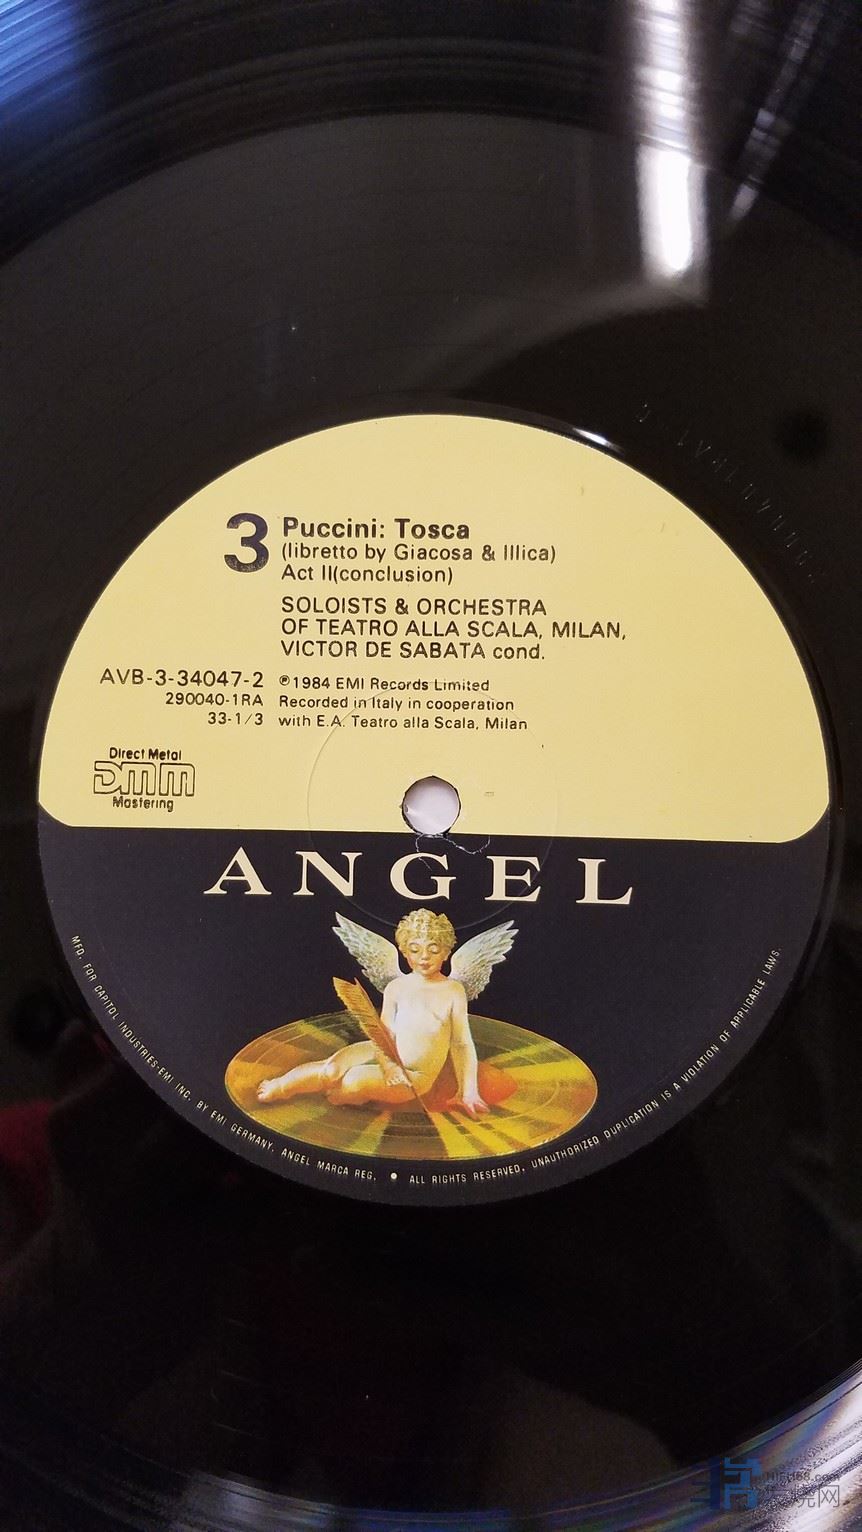 3 Puccini: Tosca
(libretto by Giacosa & Illica)
Act II(conclusion)
SOLOISTS & ORCHESTRA
OF TEATRO ALLA SCALA, MILAN,
VICTOR DE SABATA cond.
AVB-3-34047-2 ℗1984 EMI Records Limited
290040-1RA Recorded in Italy in cooperation
33-1/3 with E.A. Teatro alla Scala, Milan
Direct Metal
DMM
Mastering
ANGEL
MFD. FOR CAPITOL INDUSTRIES-EMI INC. BY EMI GERMANY. ANGEL MARCA REG. • ALL RIGHTS RESERVED. UNAUTHORIZED DUPLICATION IS A VIOLATION OF APPLICABLE LAWS.